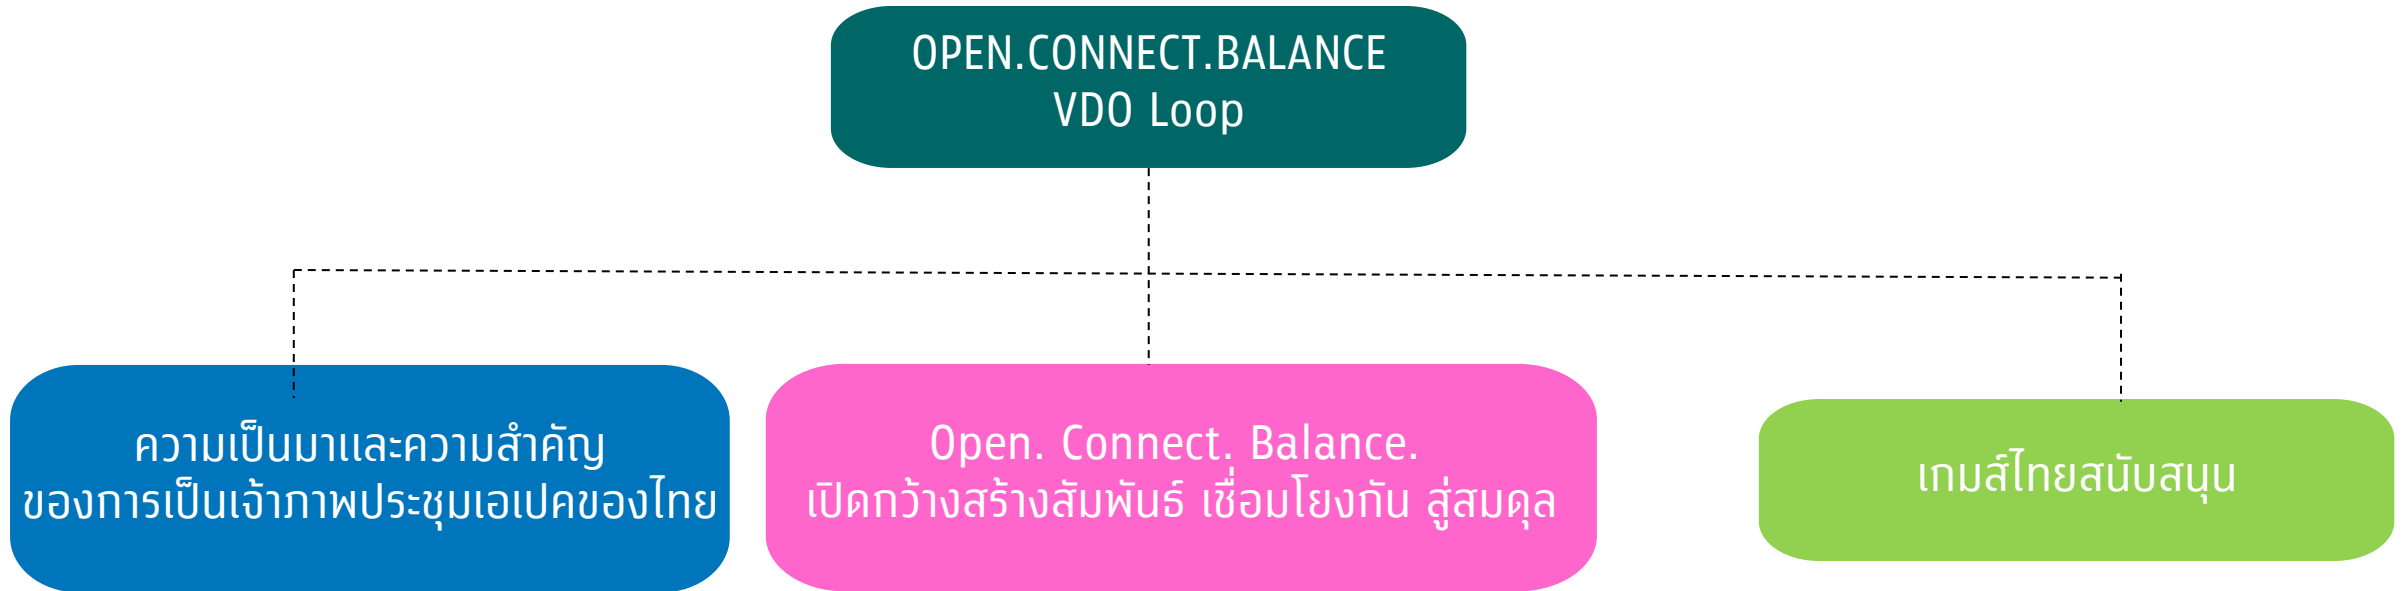 OPEN.CONNECT.BALANCE
VDO Loop
ความเป็นมาและความสำคัญ
ของการเป็นเจ้าภาพประชุมเอเปคของไทย
Open. Connect. Balance.
เปิดกว้างสร้างสัมพันธ์ เชื่อมโยงกัน สู่สมดุล
เกมส์ไทยสนับสนุน